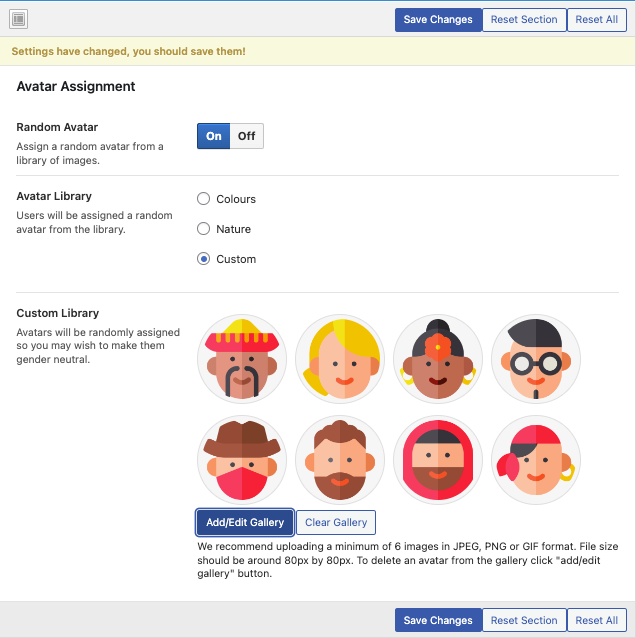 Save Changes
Reset Section
Reset All
Settings have changed, you should save them!
Avatar Assignment
Random Avatar
Assign a random avatar from a
library of images.
On
Off
Avatar Library
Users will be assigned a random
avatar from the library.
Colours
Nature
Custom
Custom Library
Avatars will be randomly assigned
so you may wish to make them
gender neutral.
Add/Edit Gallery
Clear Gallery
We recommend uploading a minimum of 6 images in JPEG, PNG or GIF format. File size
should be around 80px by 80px. To delete an avatar from the gallery click "add/edit
gallery" button.
Save Changes
Reset Section
Reset All